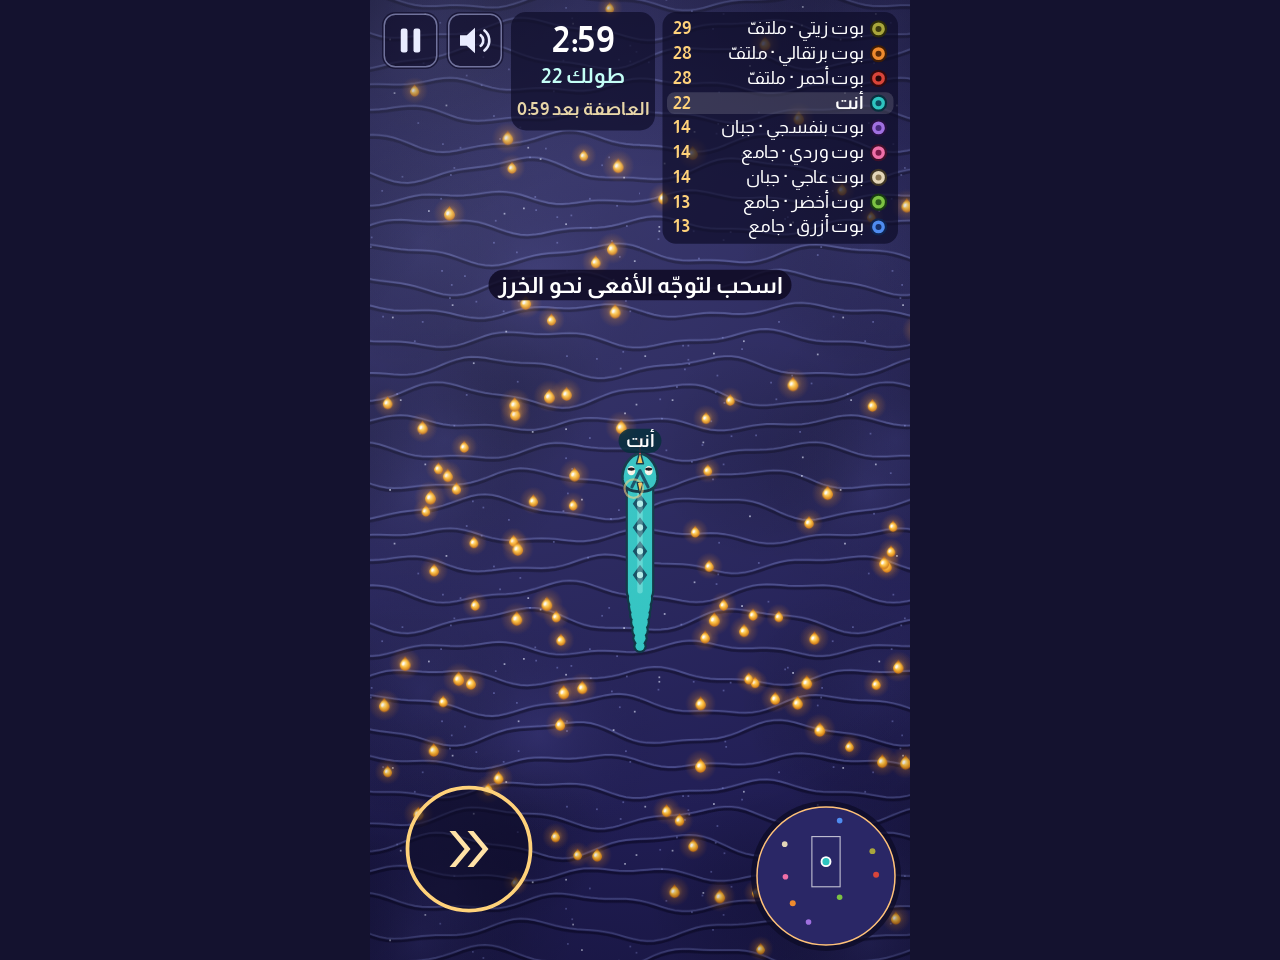 2:59
طولك 22
العاصفة بعد 0:59
بوت زيتي · ملتفّ 29
بوت برتقالي · ملتفّ 28
بوت أحمر · ملتفّ 28
أنت 22
بوت بنفسجي · جبان 14
بوت وردي · جامع 14
بوت عاجي · جبان 14
بوت أخضر · جامع 13
بوت أزرق · جامع 13
اسحب لتوجّه الأفعى نحو الخرز
أنت